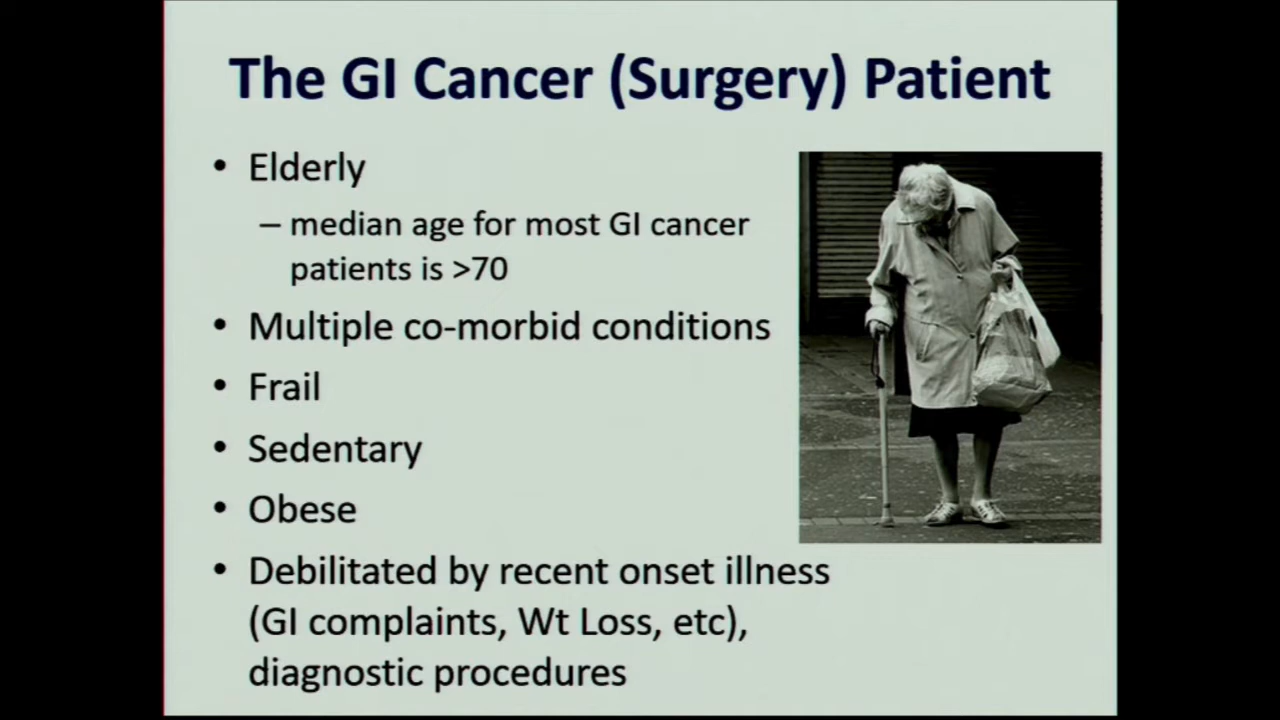 The GI Cancer (Surgery) Patient
• Elderly
– median age for most GI cancer
patients is >70
• Multiple co-morbid conditions
• Frail
• Sedentary
• Obese
• Debilitated by recent onset illness
(GI complaints, Wt Loss, etc),
diagnostic procedures